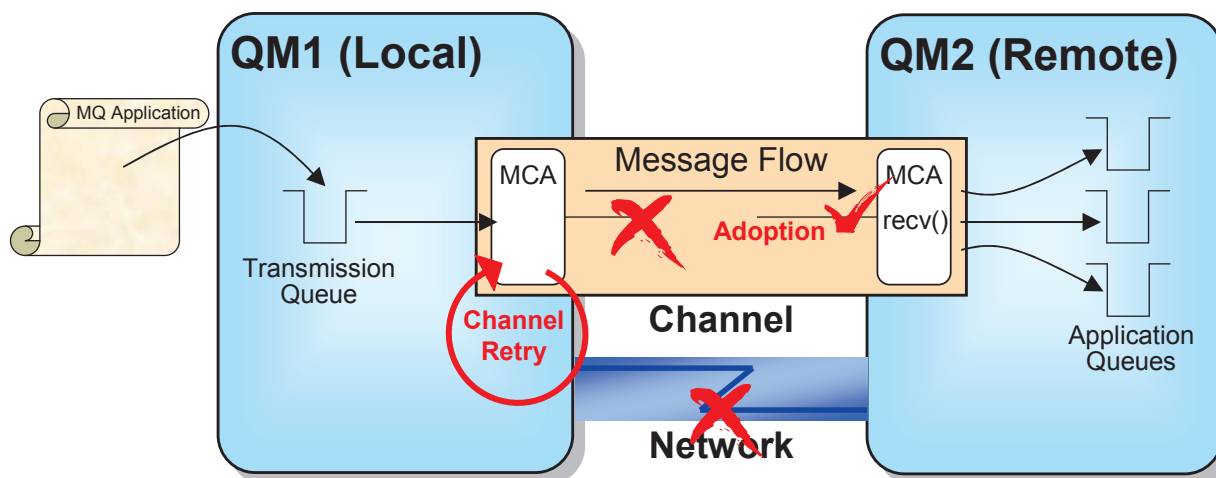 QM1 (Local)
QM2 (Remote)
MQ Application
Message Flow
MCA
MCA
Adoption
recv()
Transmission
Queue
Channel
Retry
Channel
Application
Queues
Network